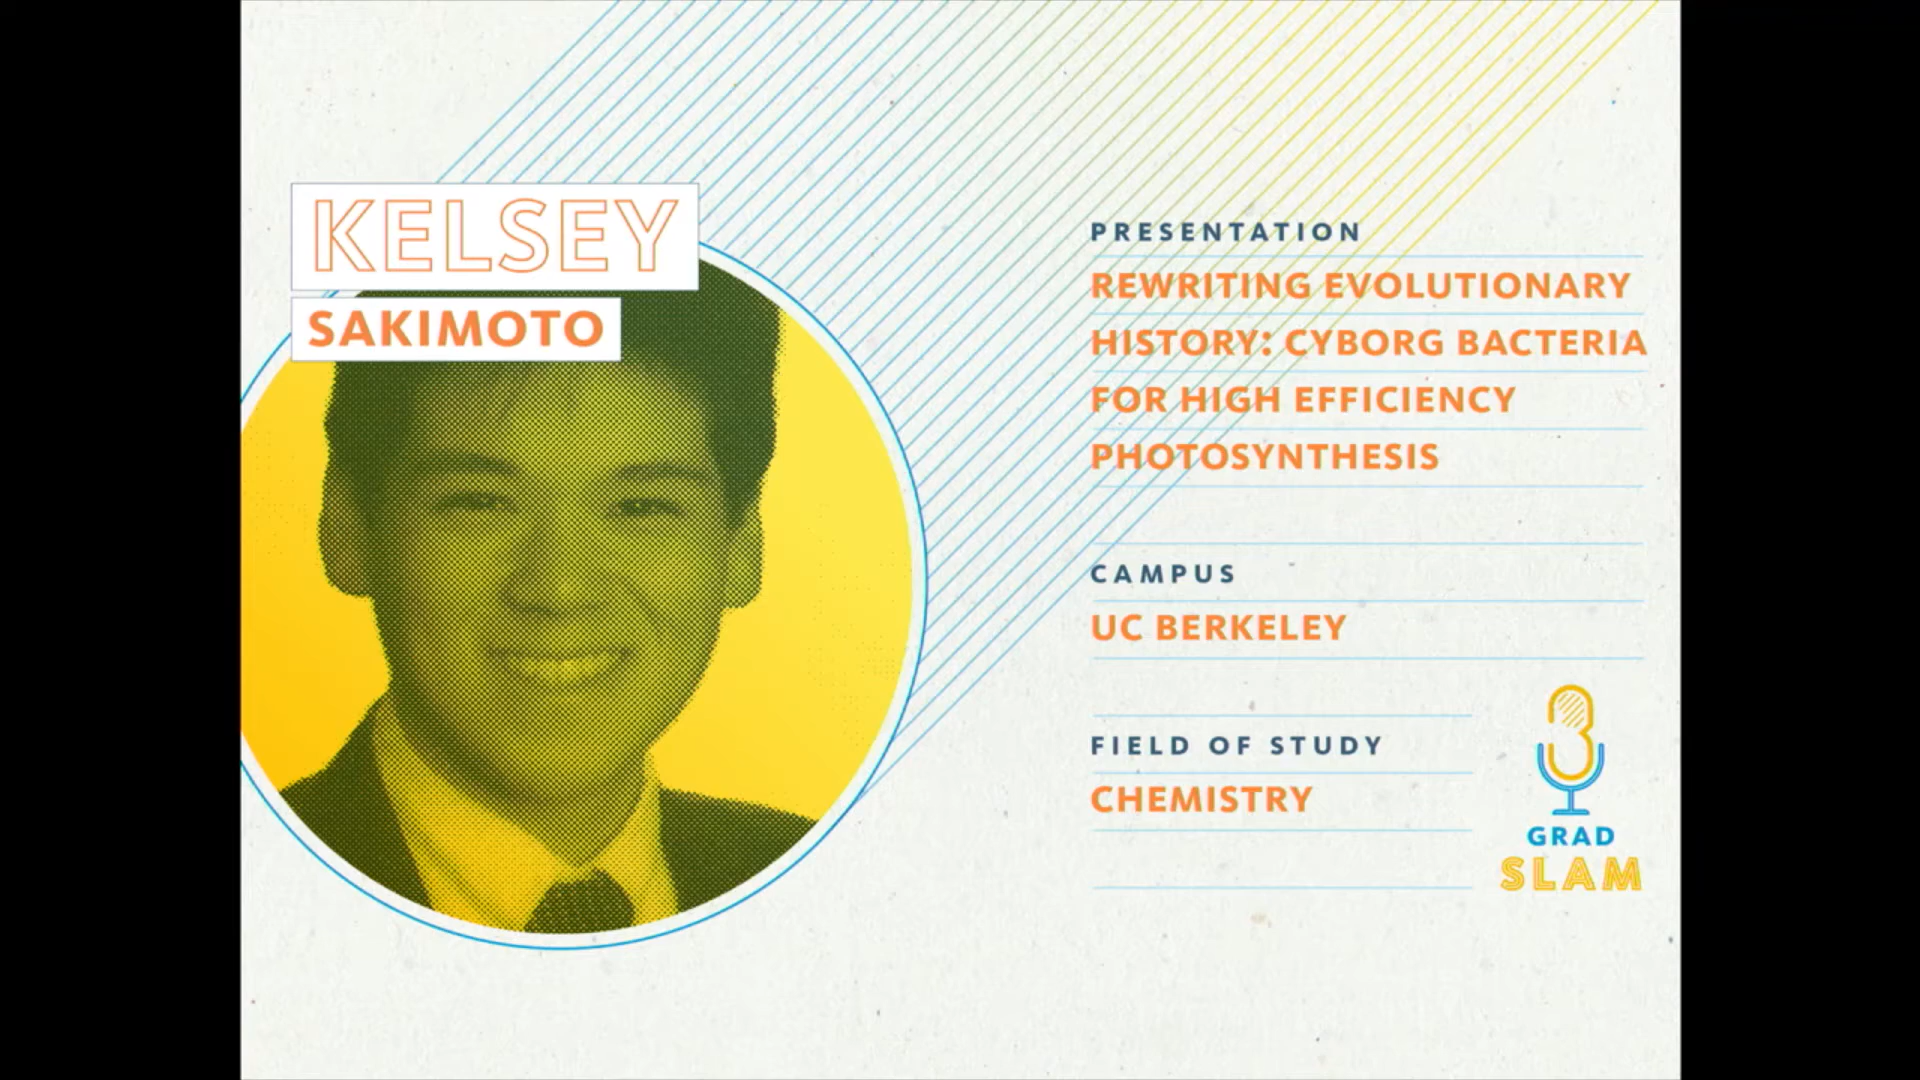 KELSEY
SAKIMOTO
PRESENTATION
REWRITING EVOLUTIONARY
HISTORY: CYBORG BACTERIA
FOR HIGH EFFICIENCY
PHOTOSYNTHESIS
CAMPUS
UC BERKELEY
FIELD OF STUDY
CHEMISTRY
GRAD
SLAM